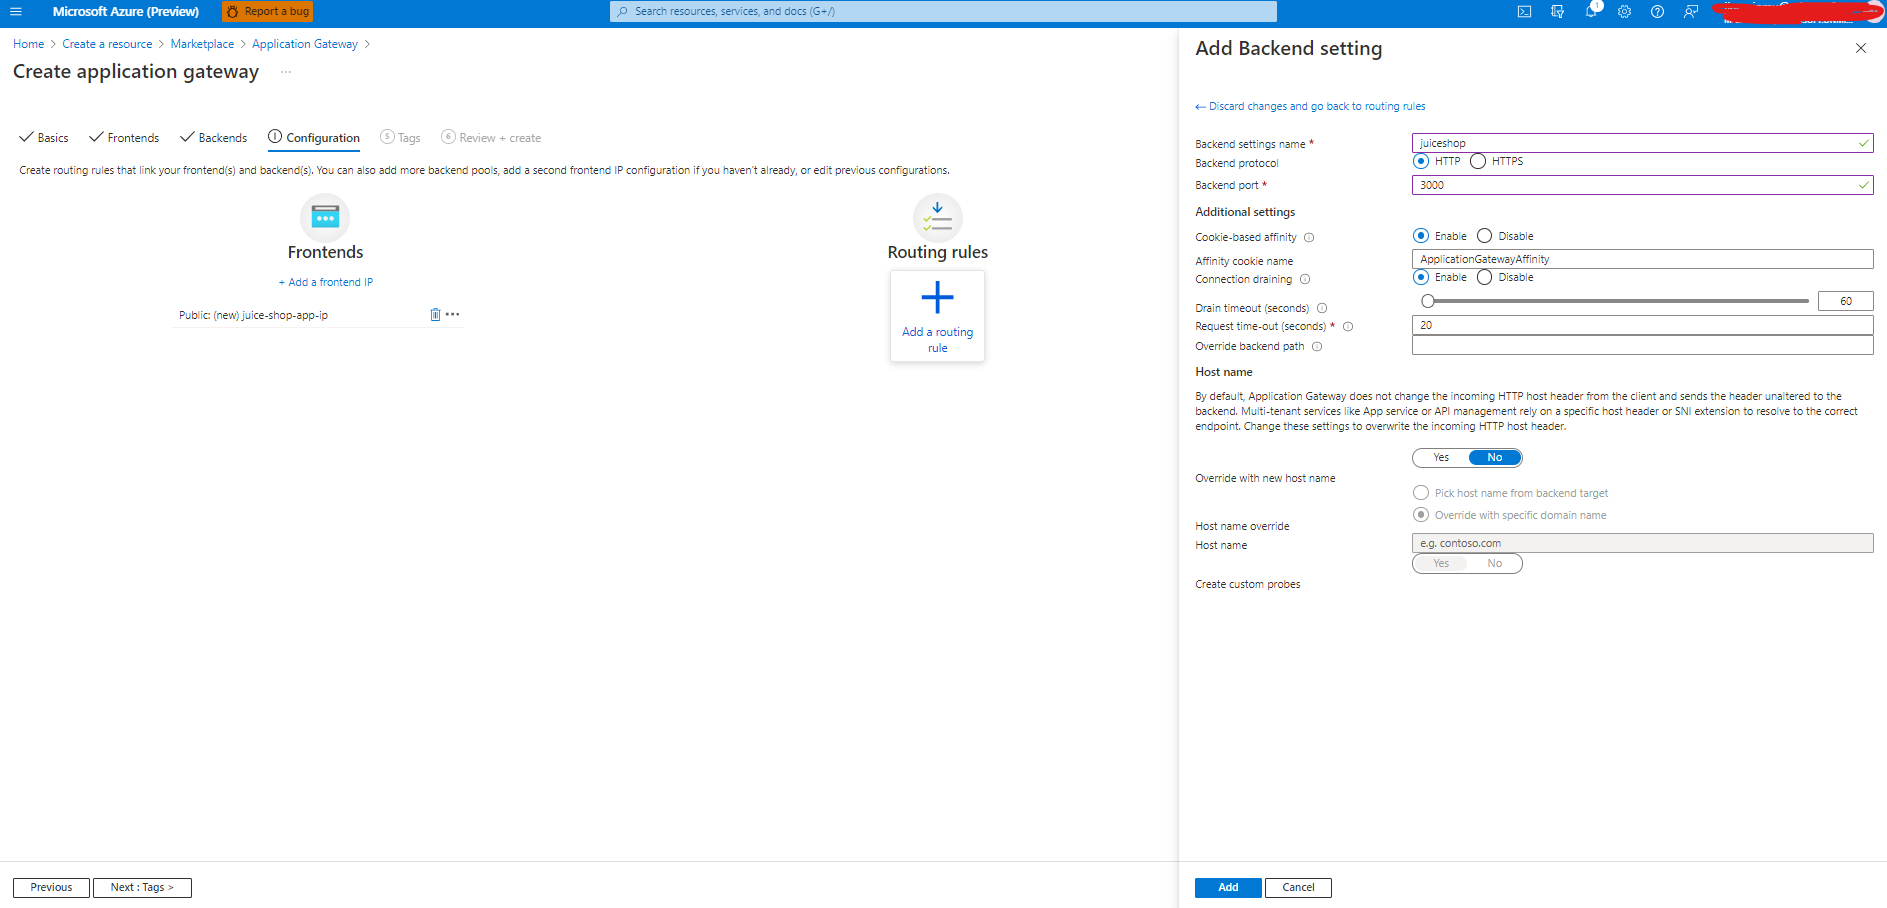 Microsoft Azure (Preview)
Report a bug
Search resources, services, and docs (G+/)
1
Home > Create a resource > Marketplace > Application Gateway >
Create application gateway ...
Basics
Frontends
Backends
Configuration
5 Tags
6 Review + create
Create routing rules that link your frontend(s) and backend(s). You can also add more backend pools, add a second frontend IP configuration if you haven't already, or edit previous configurations.
Frontends
+ Add a frontend IP
Public: (new) juice-shop-app-ip
Routing rules
Add a routing
rule
Previous
Next : Tags >
Add Backend setting
← Discard changes and go back to routing rules
Backend settings name * juiceshop
Backend protocol HTTP HTTPS
Backend port * 3000
Additional settings
Cookie-based affinity Enable Disable
Affinity cookie name ApplicationGatewayAffinity
Connection draining Enable Disable
Drain timeout (seconds) 60
Request time-out (seconds) * 20
Override backend path
Host name
By default, Application Gateway does not change the incoming HTTP host header from the client and sends the header unaltered to the
backend. Multi-tenant services like App service or API management rely on a specific host header or SNI extension to resolve to the correct
endpoint. Change these settings to overwrite the incoming HTTP host header.
Yes No
Override with new host name
Pick host name from backend target
Override with specific domain name
Host name override
Host name e.g. contoso.com
Yes No
Create custom probes
Add
Cancel